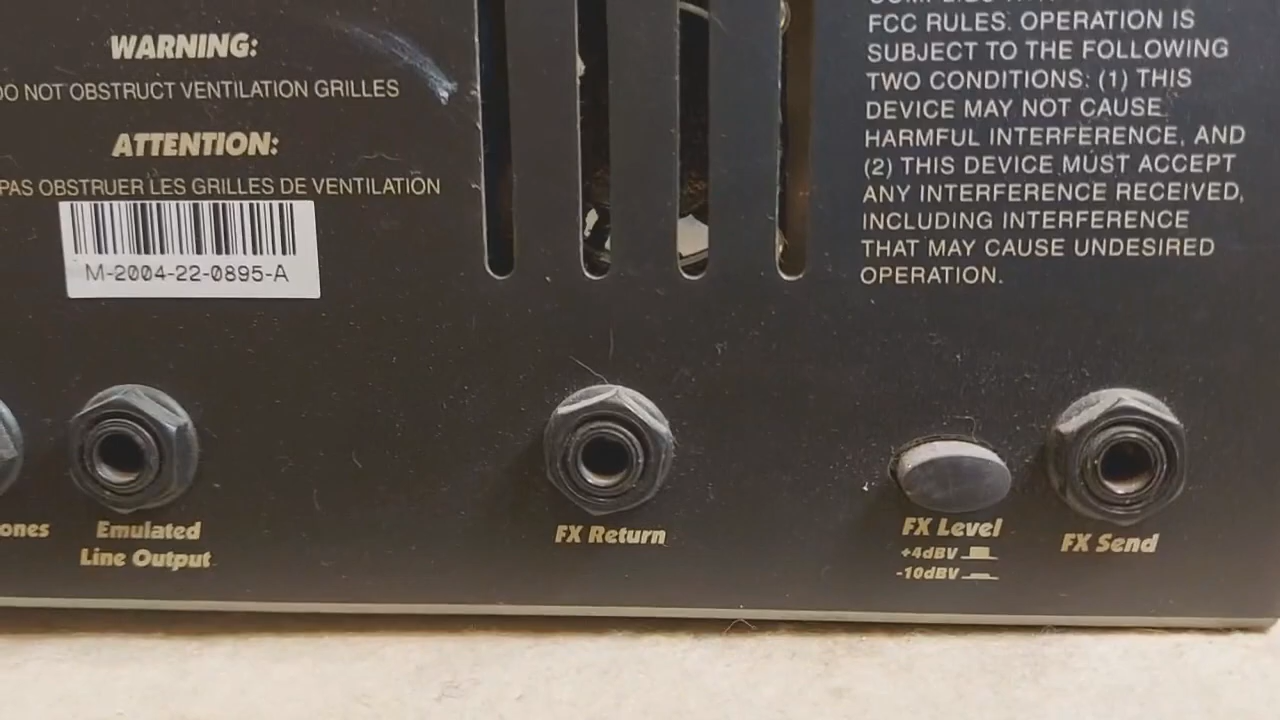 WARNING:
DO NOT OBSTRUCT VENTILATION GRILLES
ATTENTION:
PAS OBSTRUER LES GRILLES DE VENTILATION
M-2004-22-0895-A
FCC RULES. OPERATION IS
SUBJECT TO THE FOLLOWING
TWO CONDITIONS: (1) THIS
DEVICE MAY NOT CAUSE
HARMFUL INTERFERENCE, AND
(2) THIS DEVICE MUST ACCEPT
ANY INTERFERENCE RECEIVED,
INCLUDING INTERFERENCE
THAT MAY CAUSE UNDESIRED
OPERATION.
ones
Emulated
Line Output
FX Return
FX Level
+4dBV
-10dBV
FX Send